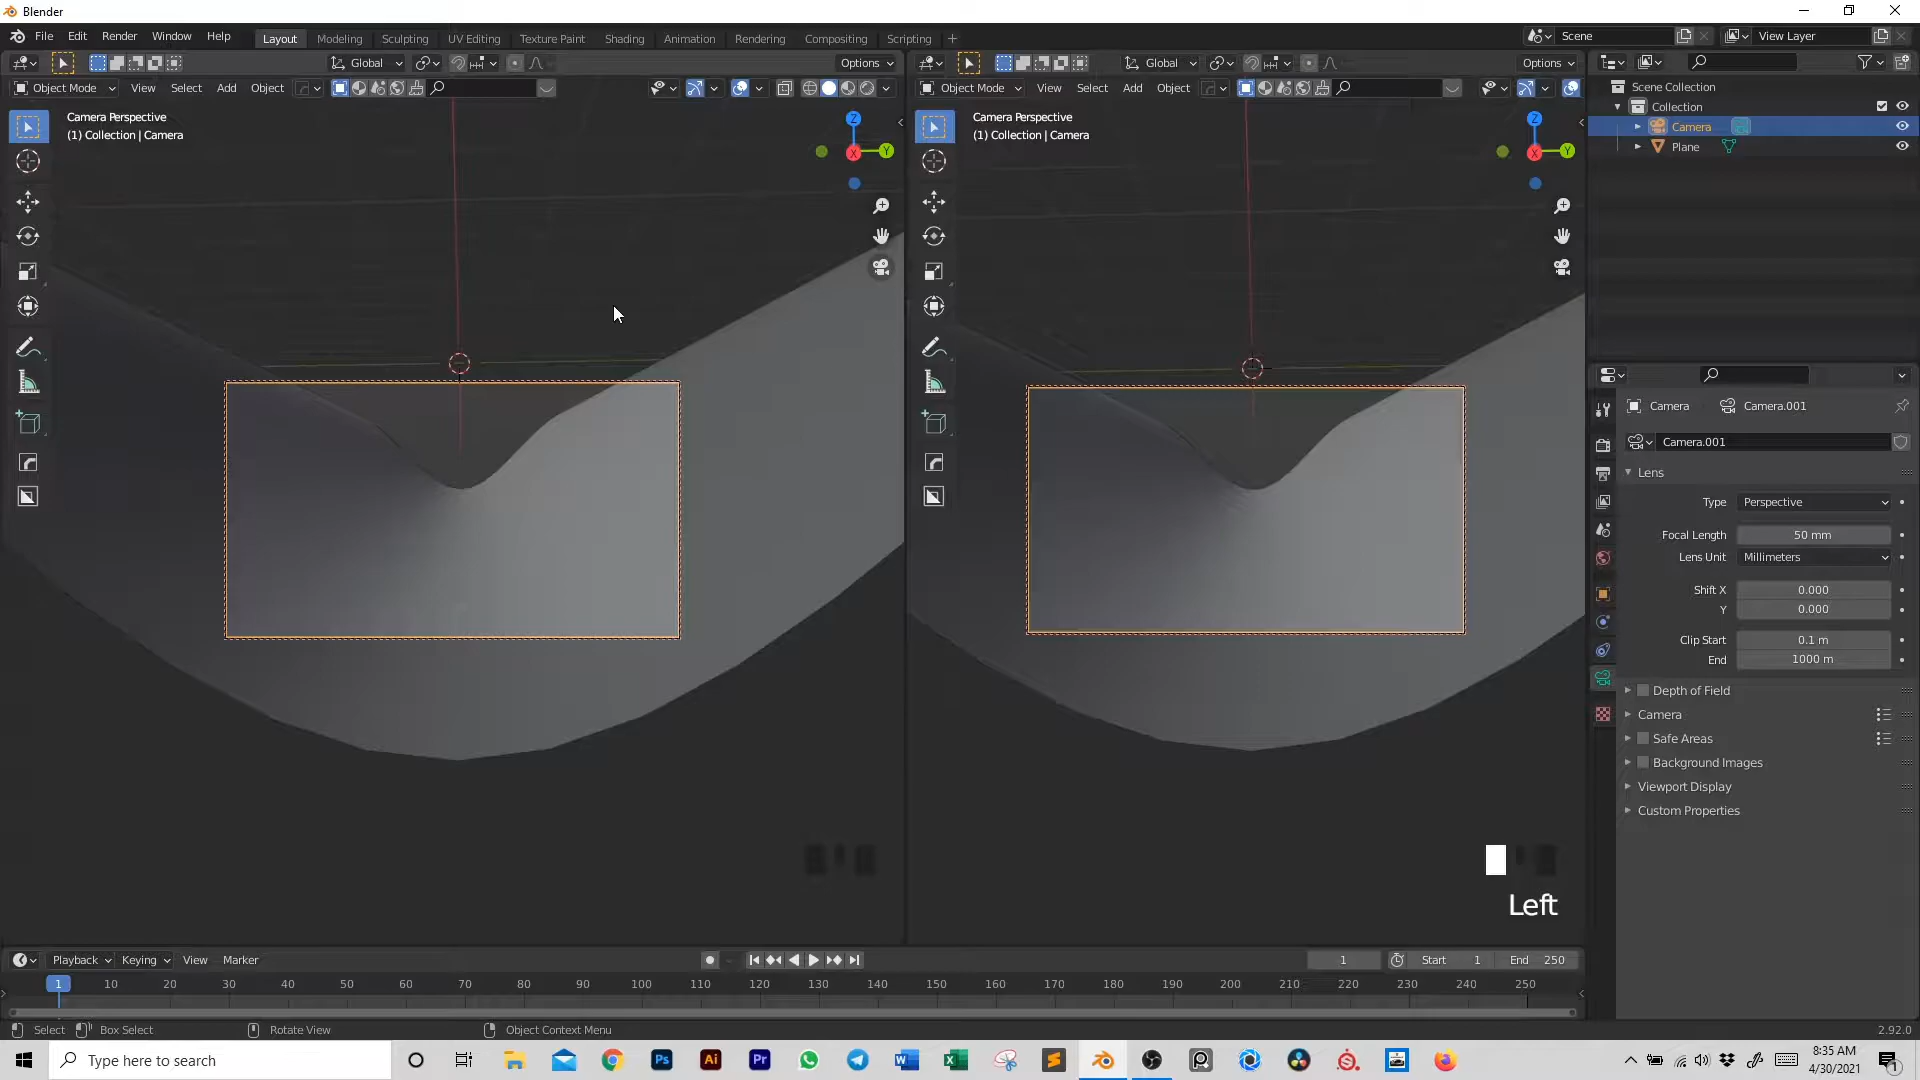 Blender
File Edit Render Window Help Layout Modeling Sculpting UV Editing Texture Paint Shading Animation Rendering Compositing Scripting + Scene View Layer
Global Options Global Options
Object Mode View Select Add Object Object Mode View Select Add Object
Scene Collection
Collection
Camera
Plane
Camera Perspective
(1) Collection | Camera
Z
X
Y
Camera Perspective
(1) Collection | Camera
Z
X
Y
Camera Camera.001
Camera.001
Lens
Type Perspective
Focal Length 50 mm
Lens Unit Millimeters
Shift X 0.000
Y 0.000
Clip Start 0.1 m
End 1000 m
Depth of Field
Camera
Safe Areas
Background Images
Viewport Display
Custom Properties
Left
Playback Keying View Marker 1 Start 1 End 250
1 10 20 30 40 50 60 70 80 90 100 110 120 130 140 150 160 170 180 190 200 210 220 230 240 250
Select Box Select Rotate View Object Context Menu 2.92.0
Type here to search
Ps Ai Pr
8:35 AM
4/30/2021
1